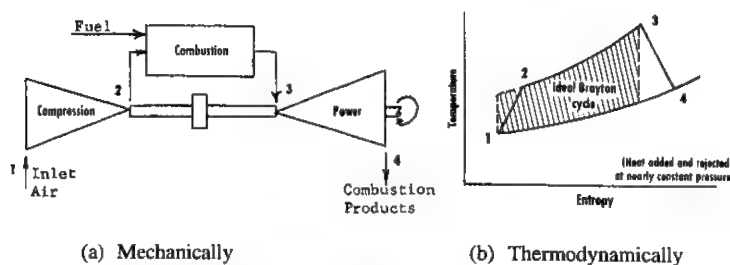 Fuel
Combustion
2
3
Compression
Power
1
Inlet
Air
4
Combustion
Products
(a) Mechanically
Temperature
3
2
Ideal Brayton
cycle
1
4
(Heat added and rejected
at nearly constant pressure
Entropy
(b) Thermodynamically